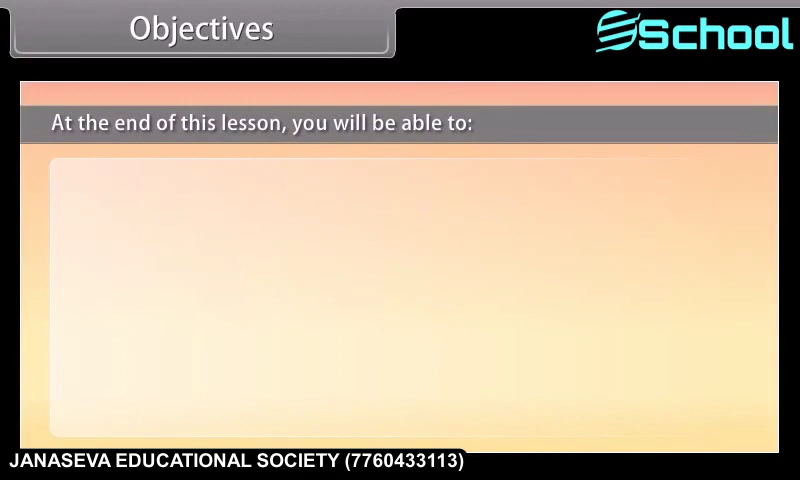 Objectives
School
At the end of this lesson, you will be able to:
JANASEVA EDUCATIONAL SOCIETY (7760433113)